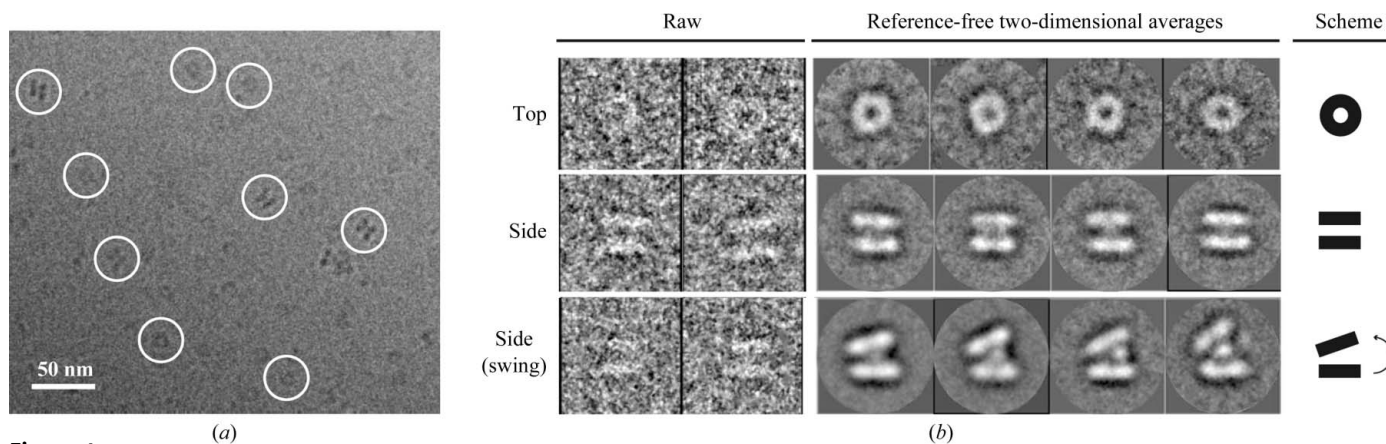 Raw
Reference-free two-dimensional averages
Scheme
Top
Side
Side
(swing)
50 nm
(a)
(b)